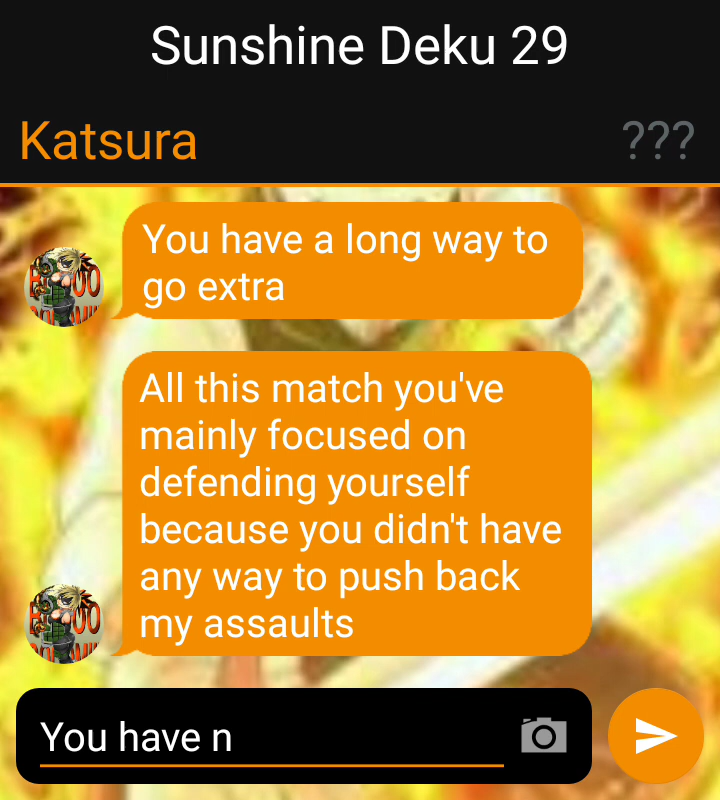 Sunshine Deku 29
Katsura
???
You have a long way to
go extra
All this match you've
mainly focused on
defending yourself
because you didn't have
any way to push back
my assaults
You have n